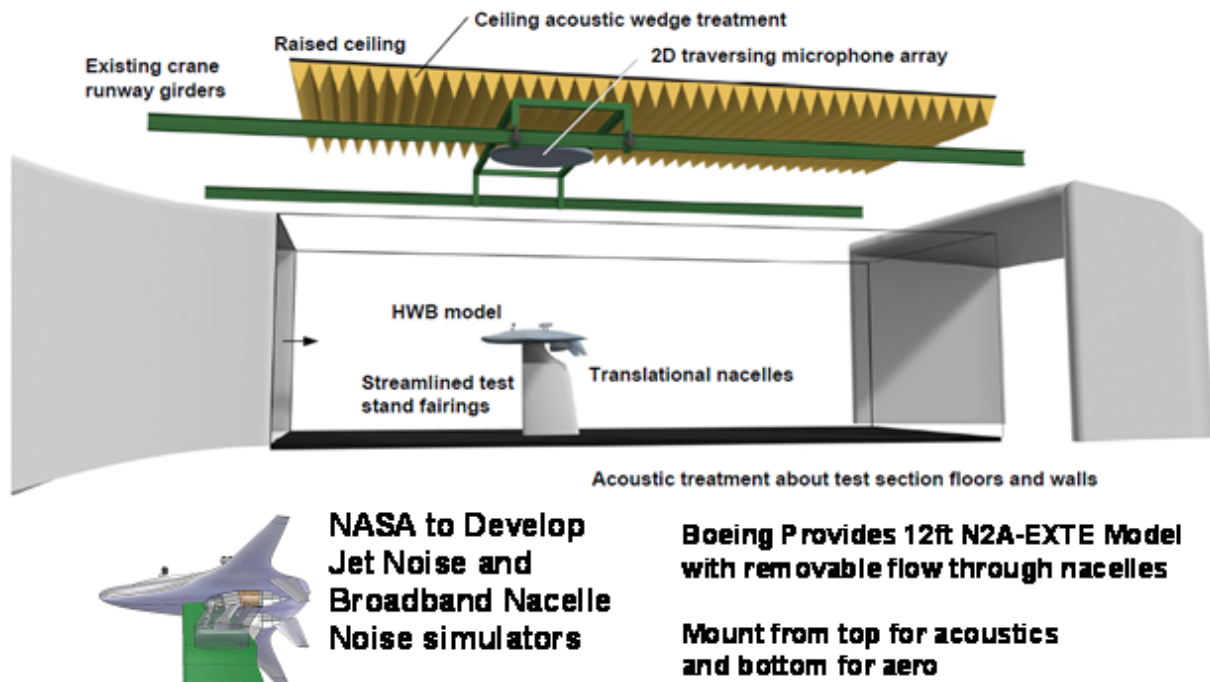 Ceiling acoustic wedge treatment
Raised ceiling
2D traversing microphone array
Existing crane
runway girders
HWB model
Translational nacelles
Streamlined test
stand fairings
Acoustic treatment about test section floors and walls
NASA to Develop
Jet Noise and
Broadband Nacelle
Noise simulators
Boeing Provides 12ft N2A-EXTE Model
with removable flow through nacelles
Mount from top for acoustics
and bottom for aero